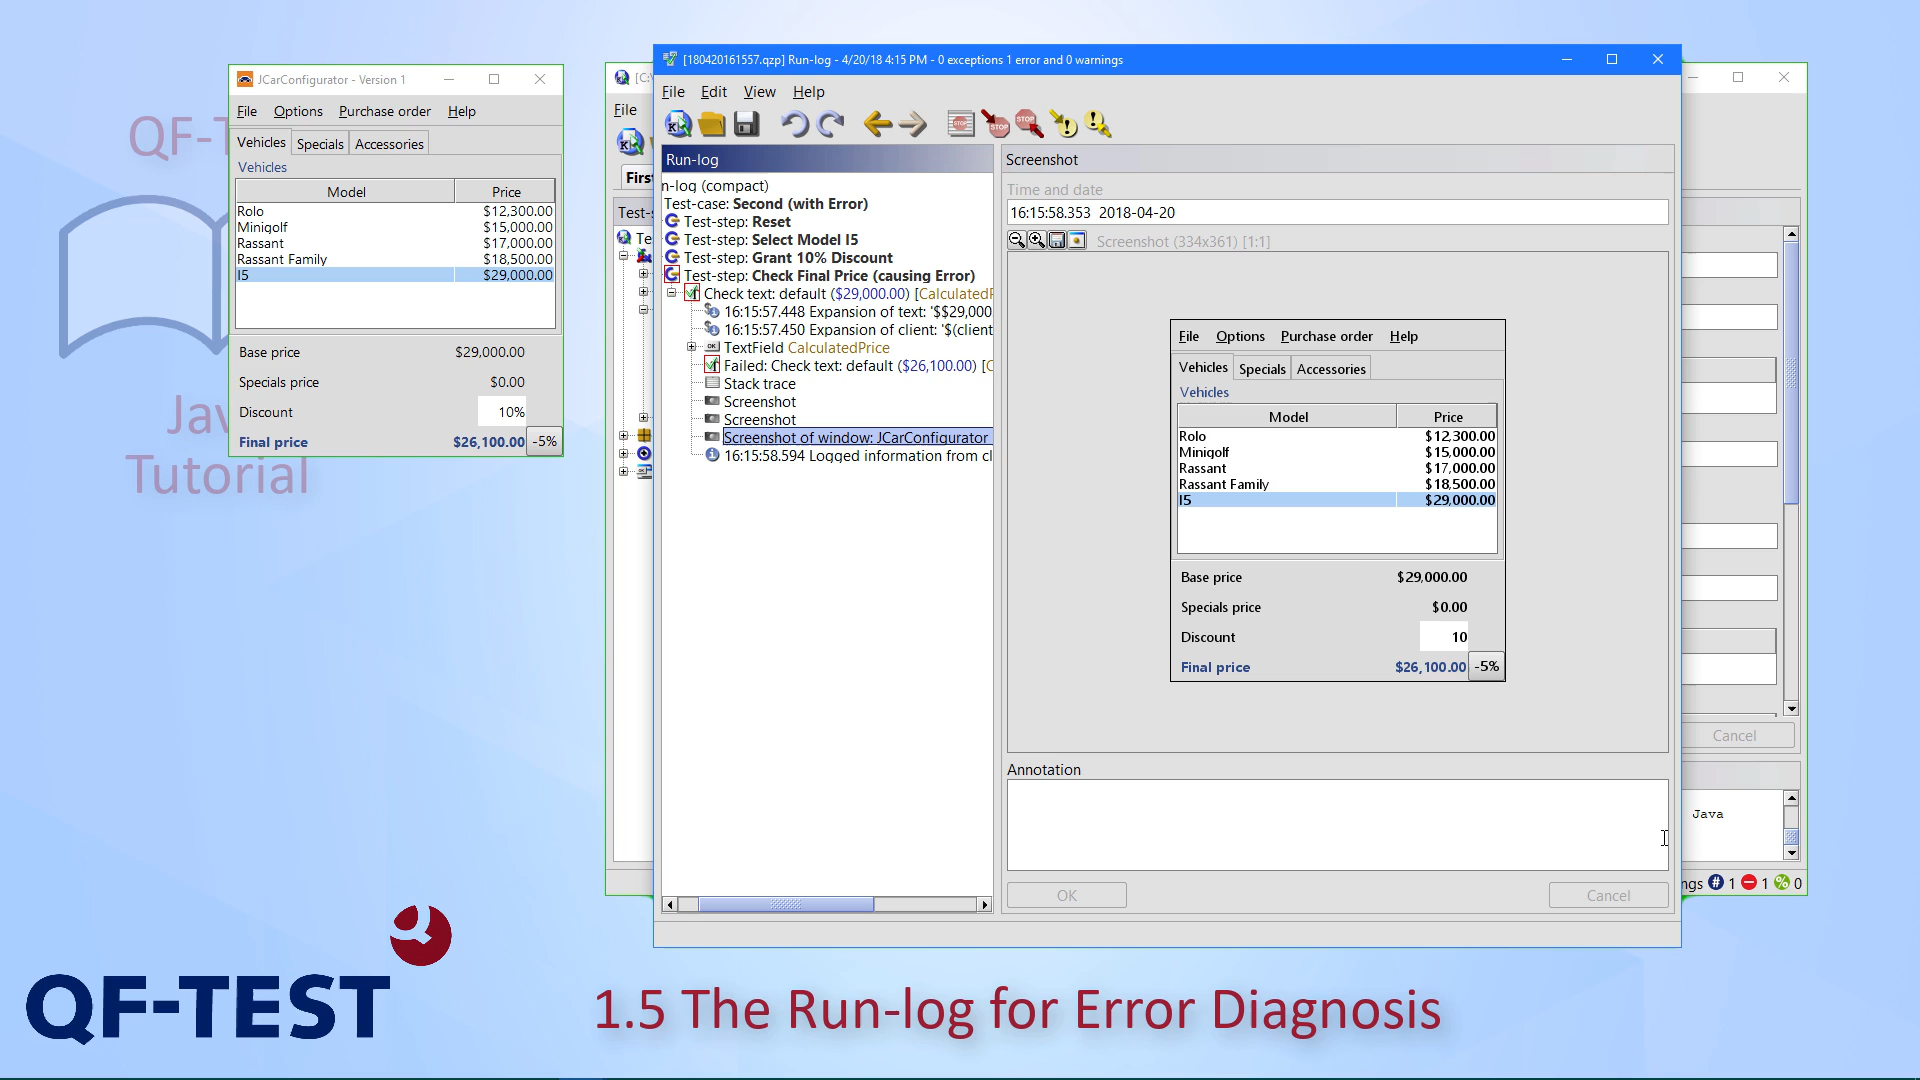 QF-T
Jav
Tutorial
JCarConfigurator - Version 1
File Options Purchase order Help
Vehicles Specials Accessories
Vehicles
Model Price
Rolo $12,300.00
Minigolf $15,000.00
Rassant $17,000.00
Rassant Family $18,500.00
I5 $29,000.00
Base price $29,000.00
Specials price $0.00
Discount 10%
Final price $26,100.00 -5%
[C:\
File
First
Test-s
Te
[180420161557.qzp] Run-log - 4/20/18 4:15 PM - 0 exceptions 1 error and 0 warnings
File Edit View Help
Run-log
n-log (compact)
Test-case: Second (with Error)
Test-step: Reset
Test-step: Select Model I5
Test-step: Grant 10% Discount
Test-step: Check Final Price (causing Error)
Check text: default ($29,000.00) [CalculatedP
16:15:57.448 Expansion of text: '$$29,000
16:15:57.450 Expansion of client: '$(client
TextField CalculatedPrice
Failed: Check text: default ($26,100.00) [C
Stack trace
Screenshot
Screenshot
Screenshot of window: JCarConfigurator
16:15:58.594 Logged information from cl
Screenshot
Time and date
16:15:58.353 2018-04-20
Screenshot (334x361) [1:1]
File Options Purchase order Help
Vehicles Specials Accessories
Vehicles
Model Price
Rolo $12,300.00
Minigolf $15,000.00
Rassant $17,000.00
Rassant Family $18,500.00
I5 $29,000.00
Base price $29,000.00
Specials price $0.00
Discount 10
Final price $26,100.00 -5%
Annotation
OK Cancel
Cancel
Java
ngs 1 1 0
QF-TEST
1.5 The Run-log for Error Diagnosis